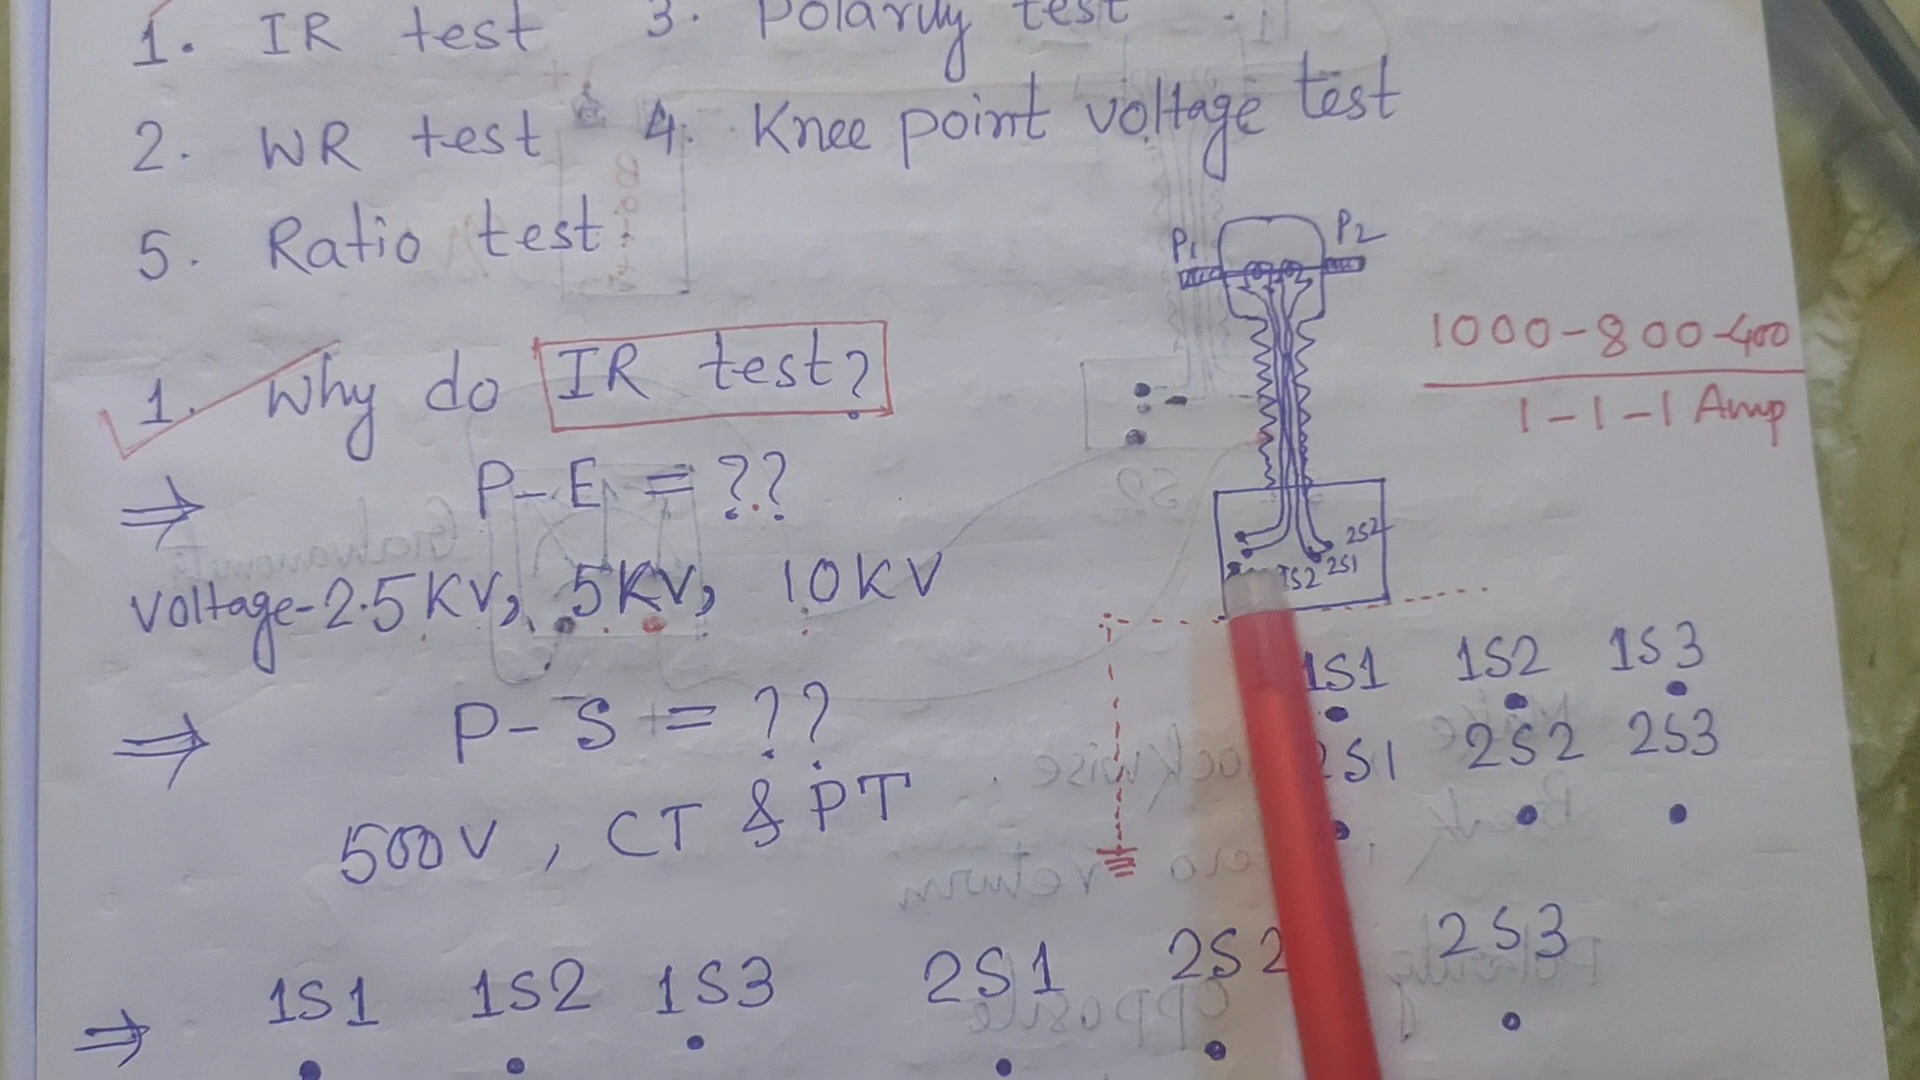 1. IR test 3. Polarity test
2. WR test 4. Knee point voltage test
5. Ratio test
P1 P2
1000-800-400
1-1-1 Amp
1. Why do IR test?
⇒ P-E = ??
Voltage-2.5KV, 5KV, 10KV
2S2
1S2 2S1
1S1 1S2 1S3
⇒ P-S = ??
2S1 2S2 2S3
500V, CT & PT
⇒ 1S1 1S2 1S3 2S1 2S2 2S3